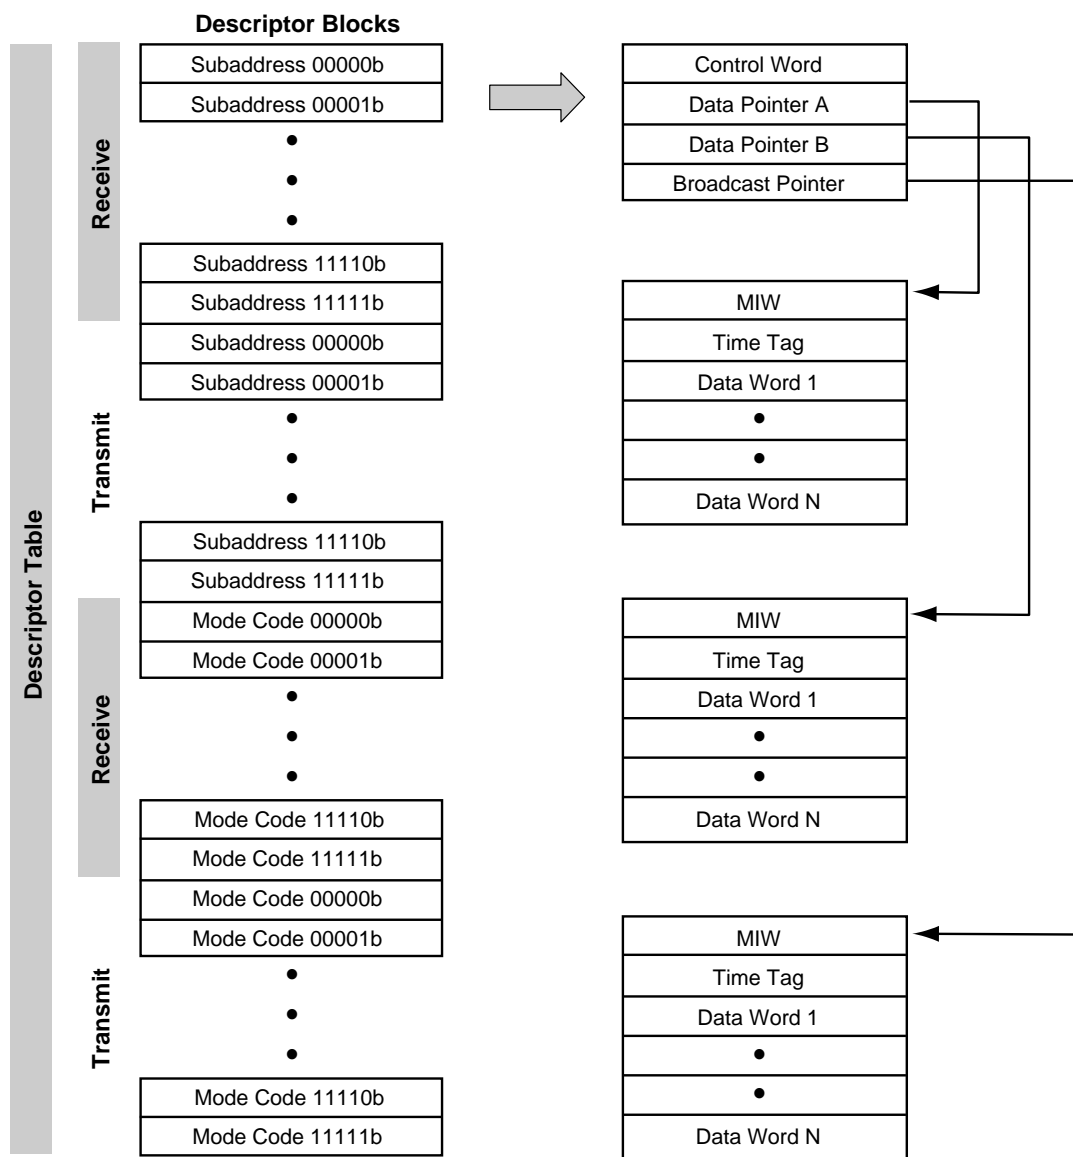 Descriptor Blocks
Descriptor Table
Receive
Subaddress 00000b
Subaddress 00001b
Subaddress 11110b
Subaddress 11111b
Transmit
Subaddress 00000b
Subaddress 00001b
Subaddress 11110b
Subaddress 11111b
Receive
Mode Code 00000b
Mode Code 00001b
Mode Code 11110b
Mode Code 11111b
Transmit
Mode Code 00000b
Mode Code 00001b
Mode Code 11110b
Mode Code 11111b
Control Word
Data Pointer A
Data Pointer B
Broadcast Pointer
MIW
Time Tag
Data Word 1
Data Word N
MIW
Time Tag
Data Word 1
Data Word N
MIW
Time Tag
Data Word 1
Data Word N